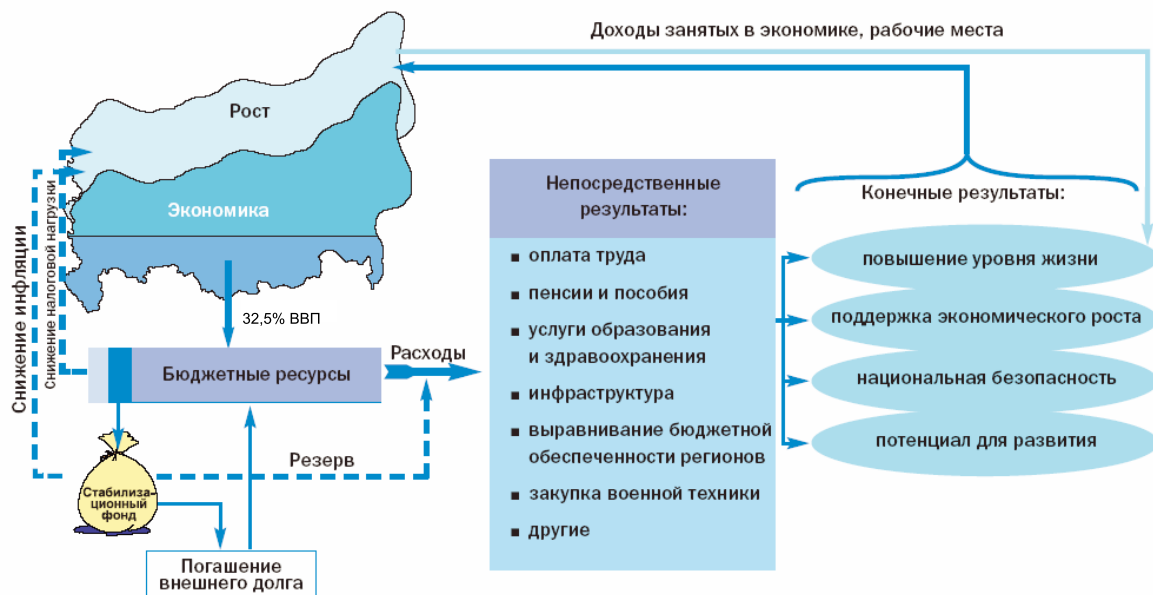 Доходы занятых в экономике, рабочие места
Рост
Экономика
Снижение инфляции
Снижение налоговой нагрузки
32,5% ВВП
Бюджетные ресурсы
Расходы
Резерв
Стабилиза-
ционный
фонд
Погашение
внешнего долга
Непосредственные
результаты:
оплата труда
пенсии и пособия
услуги образования
и здравоохранения
инфраструктура
выравнивание бюджетной
обеспеченности регионов
закупка военной техники
другие
Конечные результаты:
повышение уровня жизни
поддержка экономического роста
национальная безопасность
потенциал для развития